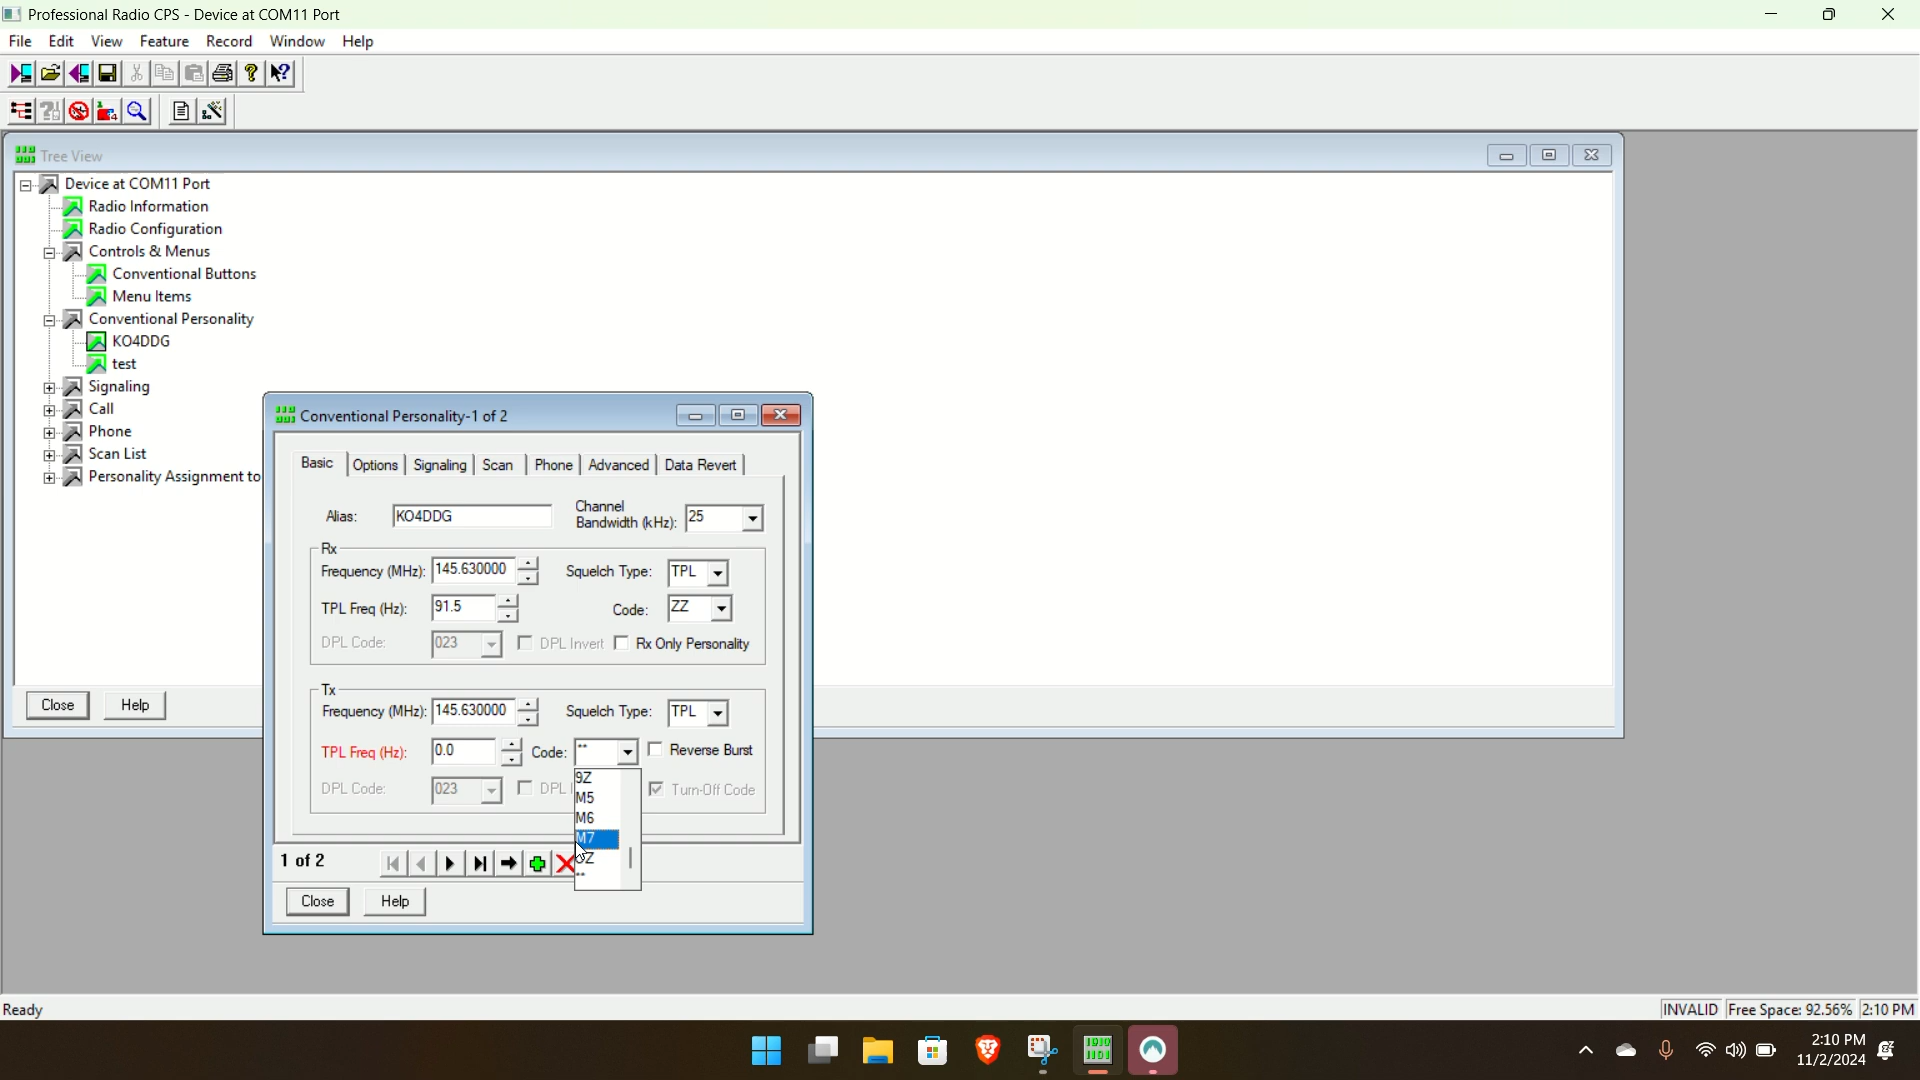 Professional Radio CPS - Device at COM11 Port
File Edit View Feature Record Window Help
Tree View
Device at COM11 Port
Radio Information
Radio Configuration
Controls & Menus
Conventional Buttons
Menu Items
Conventional Personality
KO4DDG
test
Signaling
Call
Phone
Scan List
Personality Assignment to
Close Help
Conventional Personality-1 of 2
Basic Options Signaling Scan Phone Advanced Data Revert
Alias: KO4DDG Channel Bandwidth (kHz): 25
Rx
Frequency (MHz): 145.630000 Squelch Type: TPL
TPL Freq (Hz): 91.5 Code: ZZ
DPL Code: 023 DPL Invert Rx Only Personality
Tx
Frequency (MHz): 145.630000 Squelch Type: TPL
TPL Freq (Hz): 0.0 Code: ** Reverse Burst
DPL Code: 023 DPL I Turn-Off Code
9Z
M5
M6
M7
**
1 of 2
Close Help
Ready INVALID Free Space: 92.56% 2:10 PM
2:10 PM
11/2/2024